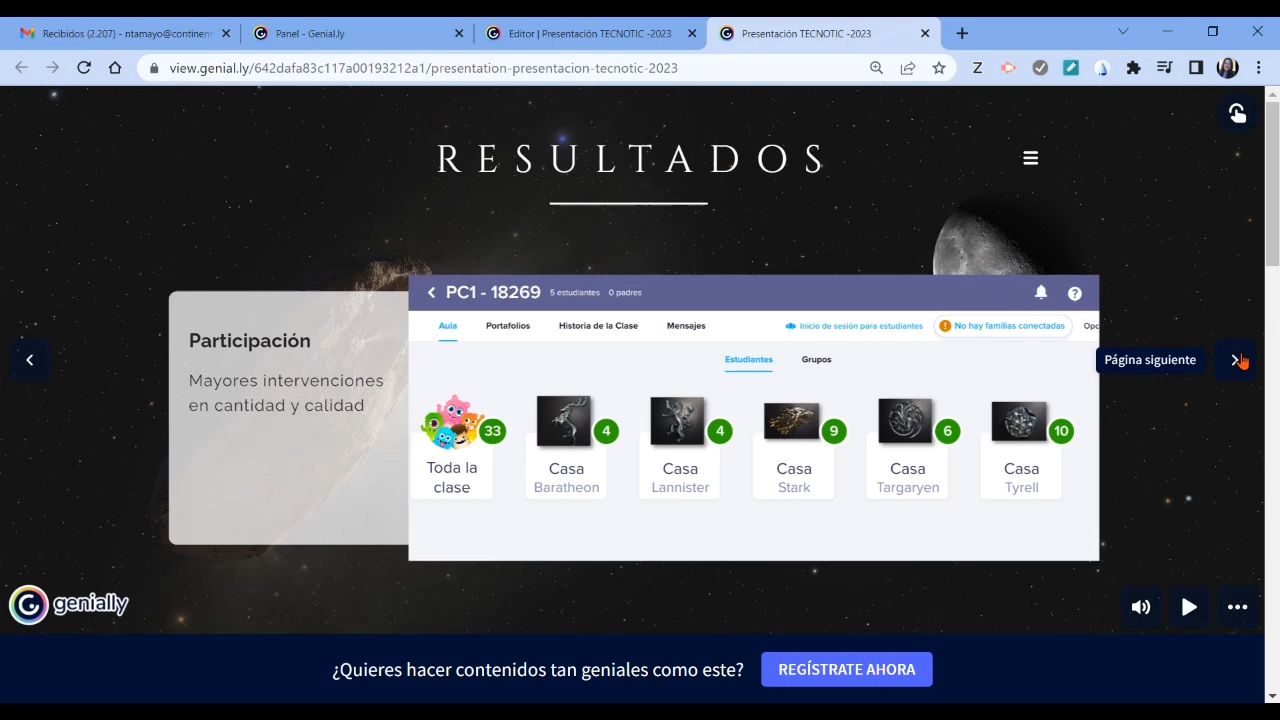 Recibidos (2.207) - ntamayo@continent
Panel - Genial.ly
Editor | Presentación TECNOTIC -2023
Presentación TECNOTIC -2023
view.genial.ly/642dafa83c117a00193212a1/presentation-presentacion-tecnotic-2023
RESULTADOS
PC1 - 18269 5 estudiantes 0 padres
Aula Portafolios Historia de la Clase Mensajes Inicio de sesión para estudiantes No hay familias conectadas Opc
Estudiantes Grupos
Participación
Mayores intervenciones
en cantidad y calidad
Página siguiente
33 4 4 9 6 10
Toda la clase
Casa Baratheon
Casa Lannister
Casa Stark
Casa Targaryen
Casa Tyrell
genially
¿Quieres hacer contenidos tan geniales como este? REGÍSTRATE AHORA